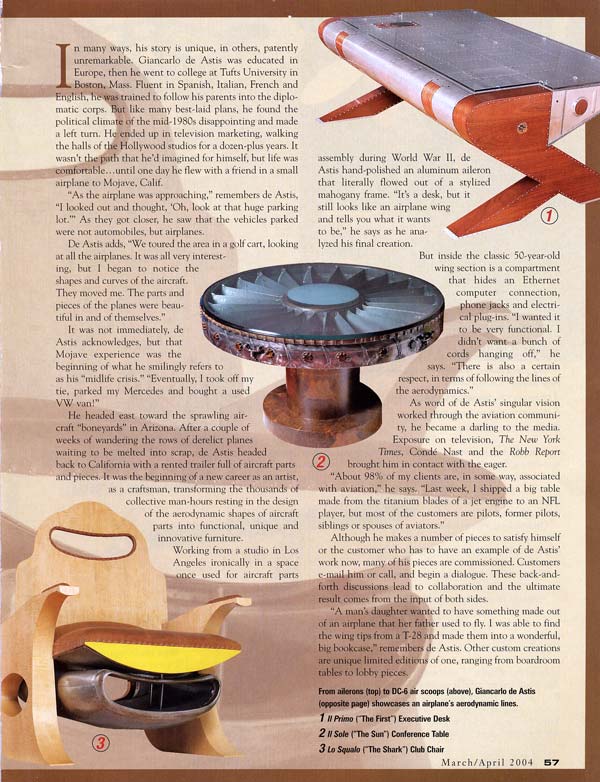 In many ways, his story is unique, in others, patently
unremarkable. Giancarlo de Astis was educated in
Europe, then he went to college at Tufts University in
Boston, Mass. Fluent in Spanish, Italian, French and
English, he was trained to follow his parents into the diplo-
matic corps. But like many best-laid plans, he found the
political climate of the mid-1980s disappointing and made
a left turn. He ended up in television marketing, walking
the halls of the Hollywood studios for a dozen-plus years. It
wasn't the path that he'd imagined for himself, but life was
comfortable…until one day he flew with a friend in a small
airplane to Mojave, Calif.
"As the airplane was approaching," remembers de Astis,
"I looked out and thought, 'Oh, look at that huge parking
lot.'" As they got closer, he saw that the vehicles parked
were not automobiles, but airplanes.
De Astis adds, "We toured the area in a golf cart, looking
at all the airplanes. It was all very interest-
ing, but I began to notice the
shapes and curves of the aircraft.
They moved me. The parts and
pieces of the planes were beau-
tiful in and of themselves."
It was not immediately, de
Astis acknowledges, but that
Mojave experience was the
beginning of what he smilingly refers to
as his "midlife crisis." "Eventually, I took off my
tie, parked my Mercedes and bought a used
VW van!"
He headed east toward the sprawling air-
craft "boneyards" in Arizona. After a couple of
weeks of wandering the rows of derelict planes
waiting to be melted into scrap, de Astis headed
back to California with a rented trailer full of aircraft parts
and pieces. It was the beginning of a new career as an artist,
as a craftsman, transforming the thousands of
collective man-hours resting in the design
of the aerodynamic shapes of aircraft
parts into functional, unique and
innovative furniture.
Working from a studio in Los
Angeles ironically in a space
once used for aircraft parts
assembly during World War II, de
Astis hand-polished an aluminum aileron
that literally flowed out of a stylized
mahogany frame. "It's a desk, but it
still looks like an airplane wing
and tells you what it wants
to be," he says as he ana-
lyzed his final creation.
But inside the classic 50-year-old
wing section is a compartment
that hides an Ethernet
computer connection,
phone jacks and electri-
cal plug-ins. "I wanted it
to be very functional. I
didn't want a bunch of
cords hanging off," he
says. "There is also a certain
respect, in terms of following the lines of
the aerodynamics."
As word of de Astis' singular vision
worked through the aviation communi-
ty, he became a darling to the media.
Exposure on television, The New York
Times, Condé Nast and the Robb Report
brought him in contact with the eager.
"About 98% of my clients are, in some way, associated
with aviation," he says. "Last week, I shipped a big table
made from the titanium blades of a jet engine to an NFL
player, but most of the customers are pilots, former pilots,
siblings or spouses of aviators."
Although he makes a number of pieces to satisfy himself
or the customer who has to have an example of de Astis'
work now, many of his pieces are commissioned. Customers
e-mail him or call, and begin a dialogue. These back-and-
forth discussions lead to collaboration and the ultimate
result comes from the input of both sides.
"A man's daughter wanted to have something made out
of an airplane that her father used to fly. I was able to find
the wing tips from a T-28 and made them into a wonderful,
big bookcase," remembers de Astis. Other custom creations
are unique limited editions of one, ranging from boardroom
tables to lobby pieces.
From ailerons (top) to DC-6 air scoops (above), Giancarlo de Astis
(opposite page) showcases an airplane's aerodynamic lines.
1 Il Primo ("The First") Executive Desk
2 Il Sole ("The Sun") Conference Table
3 Lo Squalo ("The Shark") Club Chair
1
2
3
March/April 2004 57